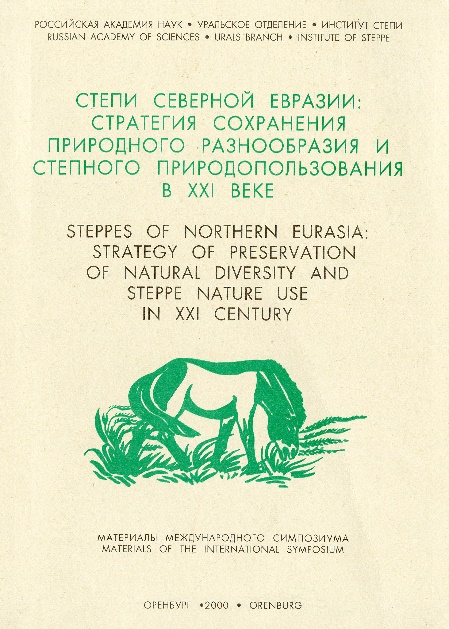 РОССИЙСКАЯ АКАДЕМИЯ НАУК • УРАЛЬСКОЕ ОТДЕЛЕНИЕ • ИНСТИТУТ СТЕПИ
RUSSIAN ACADEMY OF SCIENCES • URALS BRANCH • INSTITUTE OF STEPPE
СТЕПИ СЕВЕРНОЙ ЕВРАЗИИ:
СТРАТЕГИЯ СОХРАНЕНИЯ
ПРИРОДНОГО РАЗНООБРАЗИЯ И
СТЕПНОГО ПРИРОДОПОЛЬЗОВАНИЯ
В XXI ВЕКЕ
STEPPES OF NORTHERN EURASIA:
STRATEGY OF PRESERVATION
OF NATURAL DIVERSITY AND
STEPPE NATURE USE
IN XXI CENTURY
МАТЕРИАЛЫ МЕЖДУНАРОДНОГО СИМПОЗИУМА
MATERIALS OF THE INTERNATIONAL SYMPOSIUM
ОРЕНБУРГ • 2000 • ORENBURG